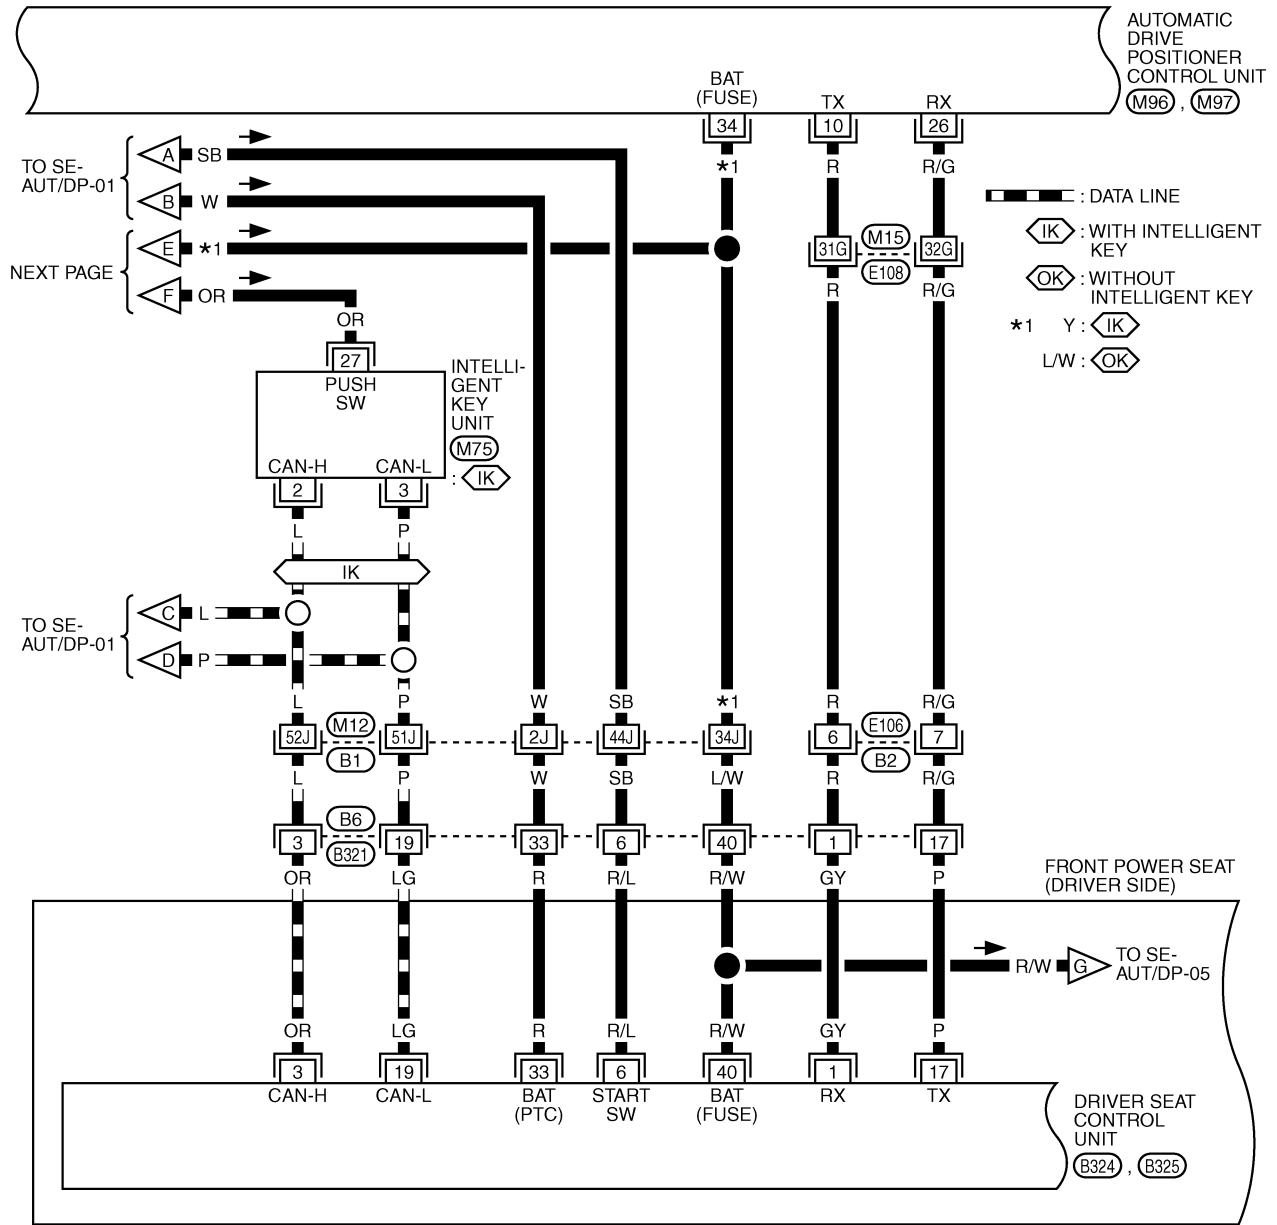 AUTOMATIC
DRIVE
POSITIONER
CONTROL UNIT
M96 , M97
BAT
(FUSE)
TX
RX
34
10
26
TO SE-
AUT/DP-01
A SB
*1
R
R/G
B W
E *1
NEXT PAGE
F OR
31G
M15
E108
32G
R
R/G
: DATA LINE
IK : WITH INTELLIGENT
KEY
OK : WITHOUT
INTELLIGENT KEY
*1 Y : IK
L/W : OK
OR
27
PUSH
SW
INTELLI-
GENT
KEY
UNIT
M75
: IK
CAN-H
CAN-L
2
3
L
P
IK
TO SE-
AUT/DP-01
C L
D P
L
P
W
SB
*1
R
R/G
52J
M12
B1
51J
2J
44J
34J
6
E106
B2
7
L
P
W
SB
L/W
R
R/G
3
B6
B321
19
33
6
40
1
17
OR
LG
R
R/L
R/W
GY
P
FRONT POWER SEAT
(DRIVER SIDE)
R/W G
TO SE-
AUT/DP-05
OR
LG
R
R/L
R/W
GY
P
3
19
33
6
40
1
17
CAN-H
CAN-L
BAT
(PTC)
START
SW
BAT
(FUSE)
RX
TX
DRIVER SEAT
CONTROL
UNIT
B324 , B325